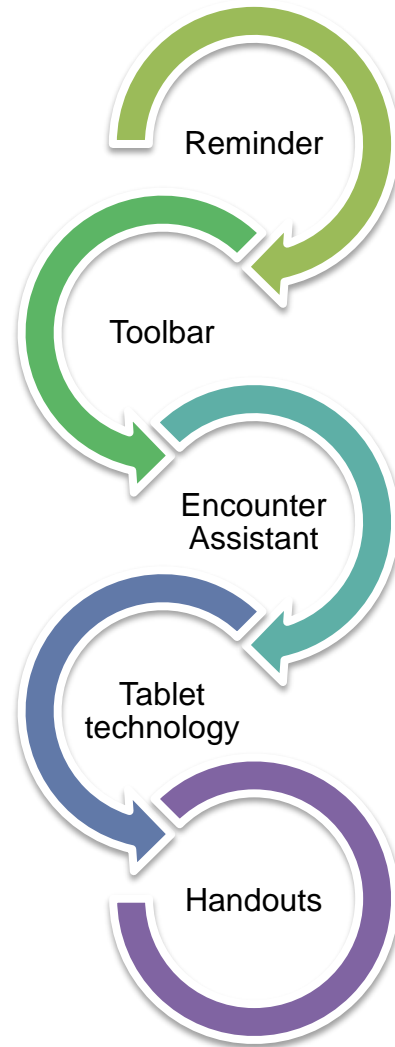 Reminder
Toolbar
Encounter
Assistant
Tablet
technology
Handouts